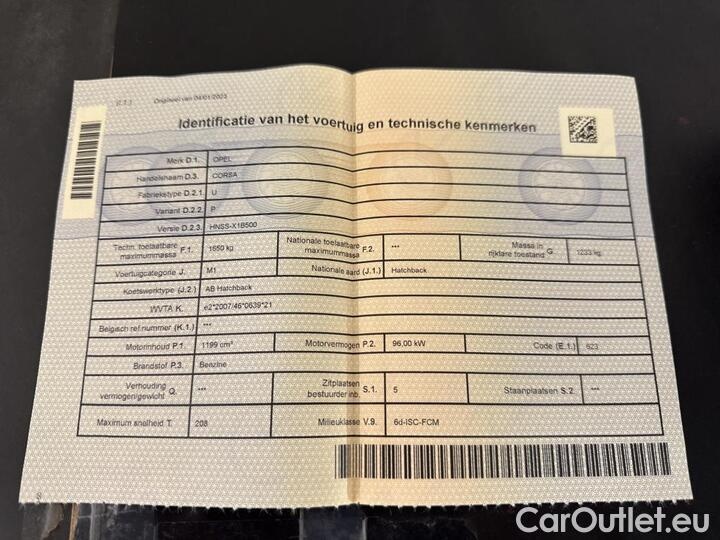 (I.1.) Origineel van 04/01/2023
Identificatie van het voertuig en technische kenmerken
Merk D.1. OPEL
Handelsnaam D.3. CORSA
Fabriekstype D.2.1. U
Variant D.2.2. P
Versie D.2.3. HNSS-X1B500
Techn. toelaatbare maximummassa F.1. 1650 kg Nationale toelaatbare maximummassa F.2. *** Massa in rijklare toestand G. 1233 kg
Voertuigcategorie J. M1 Nationale aard (J.1.) Hatchback
Koetswerktype (J.2.) AB Hatchback
WVTA K. e2*2007/46*0639*21
Belgisch ref.nummer (K.1.) ***
Motorinhoud P.1. 1199 cm³ Motorvermogen P.2. 96,00 kW Code (E.1.) 623
Brandstof P.3. Benzine
Verhouding vermogen/gewicht Q. *** Zitplaatsen bestuurder inb. S.1. 5 Staanplaatsen S.2. ***
Maximum snelheid T. 208 Milieuklasse V.9. 6d-ISC-FCM
CarOutlet.eu